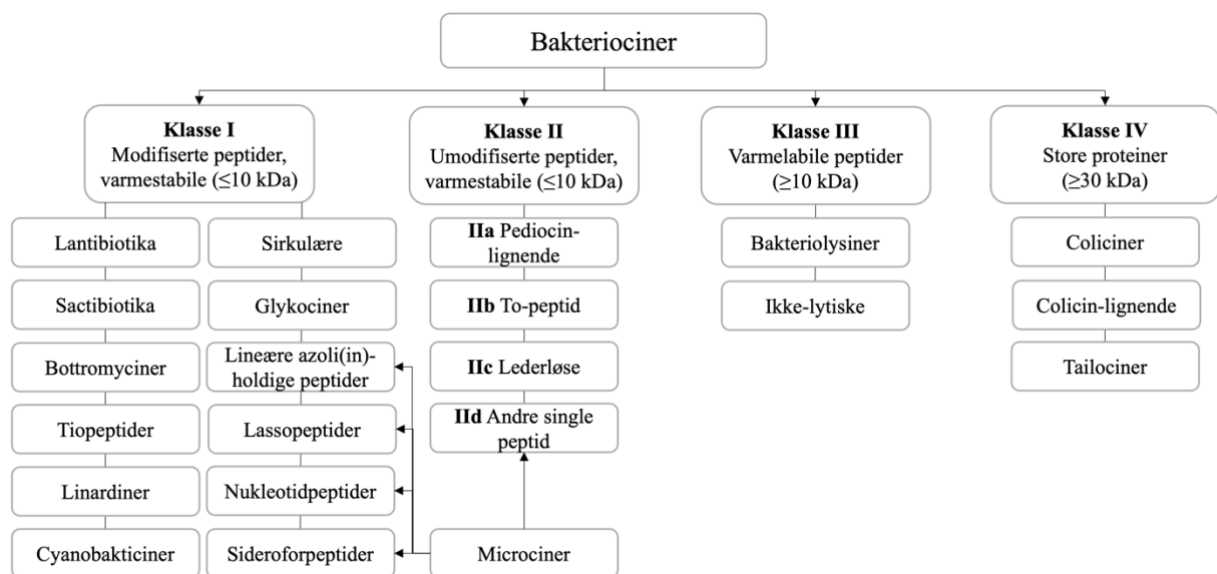 Bakteriociner
Klasse I
Modifiserte peptider,
varmestabile (≤10 kDa)
Klasse II
Umodifiserte peptider,
varmestabile (≤10 kDa)
Klasse III
Varmelabile peptider
(≥10 kDa)
Klasse IV
Store proteiner
(≥30 kDa)
Lantibiotika
Sactibiotika
Bottromyciner
Tiopeptider
Linardiner
Cyanobakticiner
Sirkulære
Glykociner
Lineære azoli(in)-
holdige peptider
Lassopeptider
Nukleotidpeptider
Sideroforpeptider
IIa Pediocin-
lignende
IIb To-peptid
IIc Lederløse
IId Andre single
peptid
Microciner
Bakteriolysiner
Ikke-lytiske
Coliciner
Colicin-lignende
Tailociner